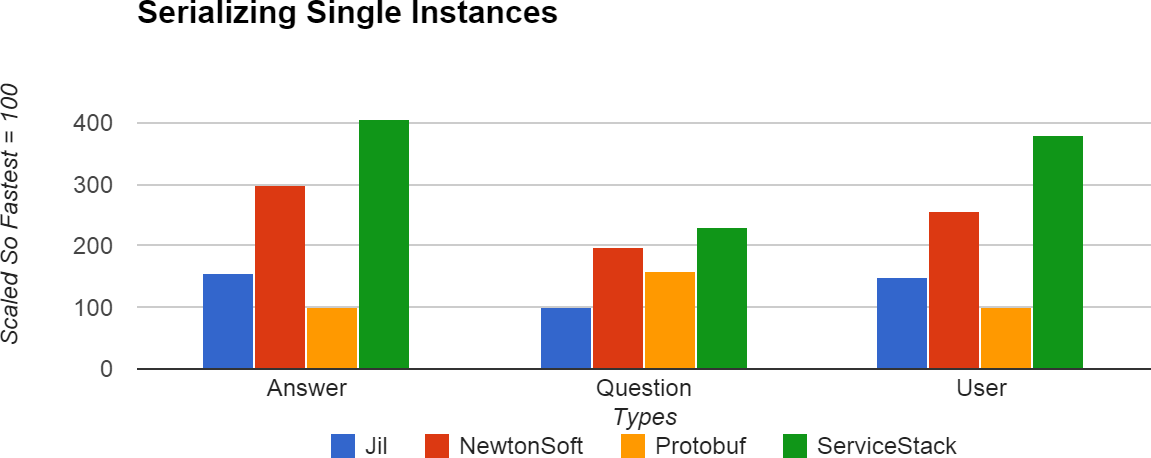 Serializing Single Instances
Scaled So Fastest = 100
400
300
200
100
0
Answer Question User
Types
Jil NewtonSoft Protobuf ServiceStack